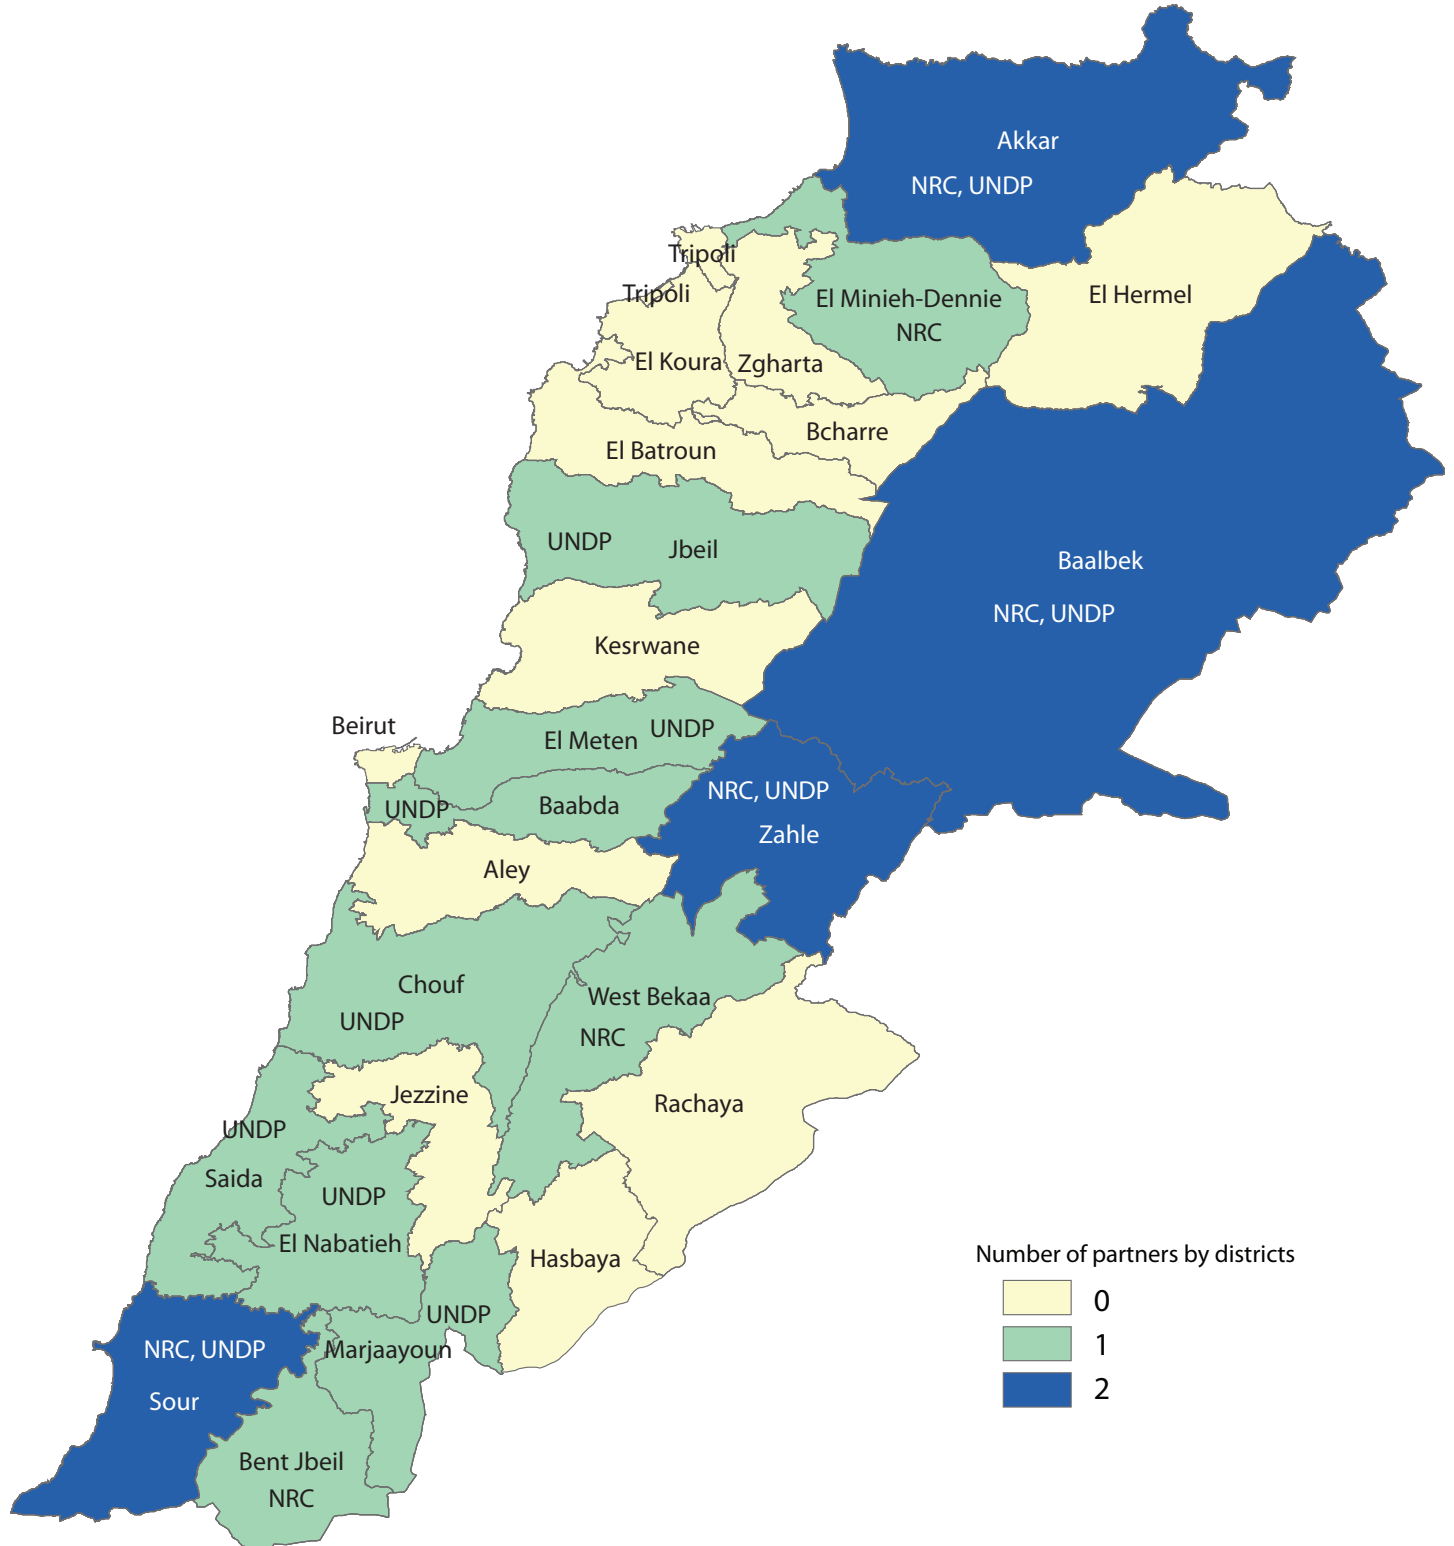 Akkar
NRC, UNDP
Tripoli
Tripoli
El Minieh-Dennie
NRC
El Hermel
El Koura
Zgharta
Bcharre
El Batroun
UNDP
Jbeil
Baalbek
NRC, UNDP
Kesrwane
Beirut
El Meten
UNDP
UNDP
Baabda
NRC, UNDP
Zahle
Aley
Chouf
UNDP
West Bekaa
NRC
Jezzine
Rachaya
UNDP
Saida
UNDP
El Nabatieh
Hasbaya
UNDP
Marjaayoun
NRC, UNDP
Sour
Bent Jbeil
NRC
Number of partners by districts
0
1
2